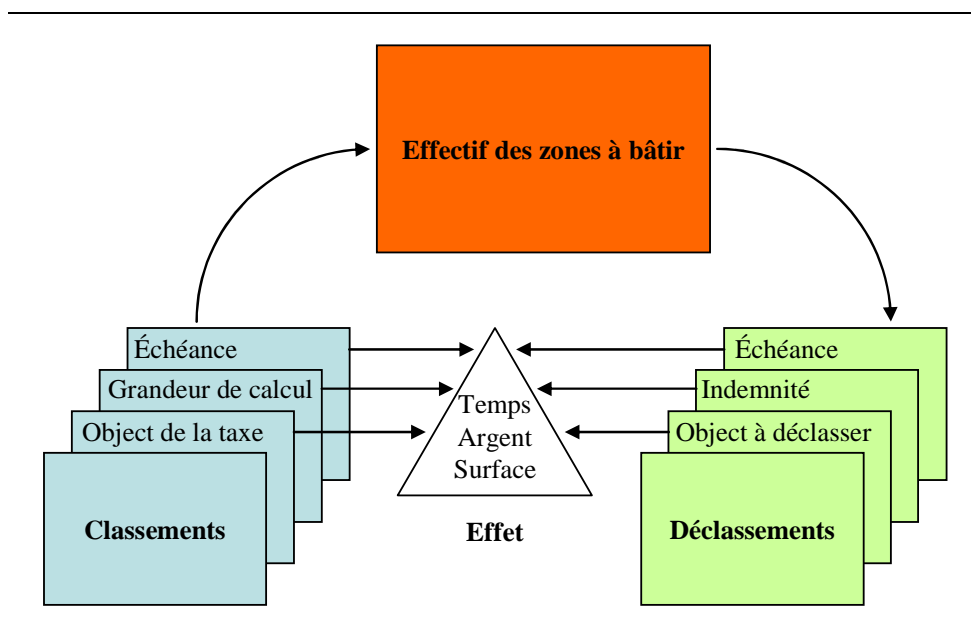 Effectif des zones à bâtir
Échéance
Grandeur de calcul
Object de la taxe
Classements
Temps
Argent
Surface
Effet
Échéance
Indemnité
Object à déclasser
Déclassements